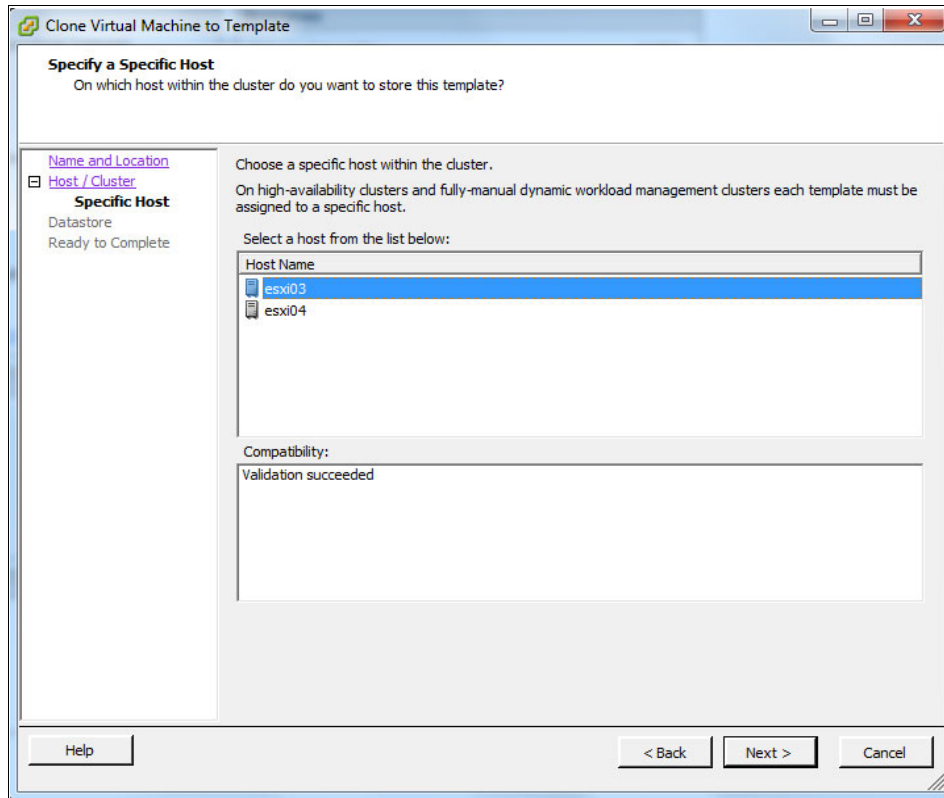 Clone Virtual Machine to Template
Specify a Specific Host
On which host within the cluster do you want to store this template?
Name and Location
Host / Cluster
Specific Host
Datastore
Ready to Complete
Choose a specific host within the cluster.
On high-availability clusters and fully-manual dynamic workload management clusters each template must be
assigned to a specific host.
Select a host from the list below:
Host Name
esxi03
esxi04
Compatibility:
Validation succeeded
Help
< Back
Next >
Cancel